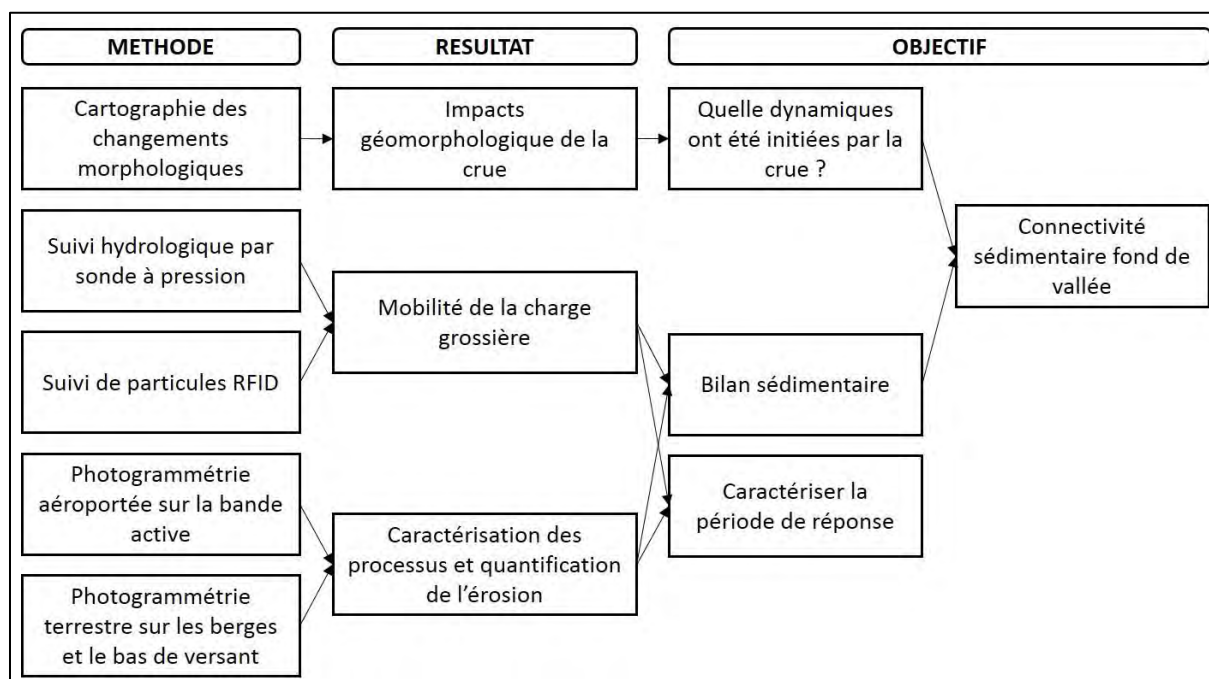 METHODE
RESULTAT
OBJECTIF
Cartographie des
changements
morphologiques
Impacts
géomorphologique de la
crue
Quelle dynamiques
ont été initiées par la
crue ?
Suivi hydrologique par
sonde à pression
Connectivité
sédimentaire fond de
vallée
Mobilité de la charge
grossière
Suivi de particules RFID
Bilan sédimentaire
Photogrammétrie
aéroportée sur la bande
active
Caractériser la
période de réponse
Caractérisation des
processus et quantification
de l'érosion
Photogrammétrie
terrestre sur les berges
et le bas de versant